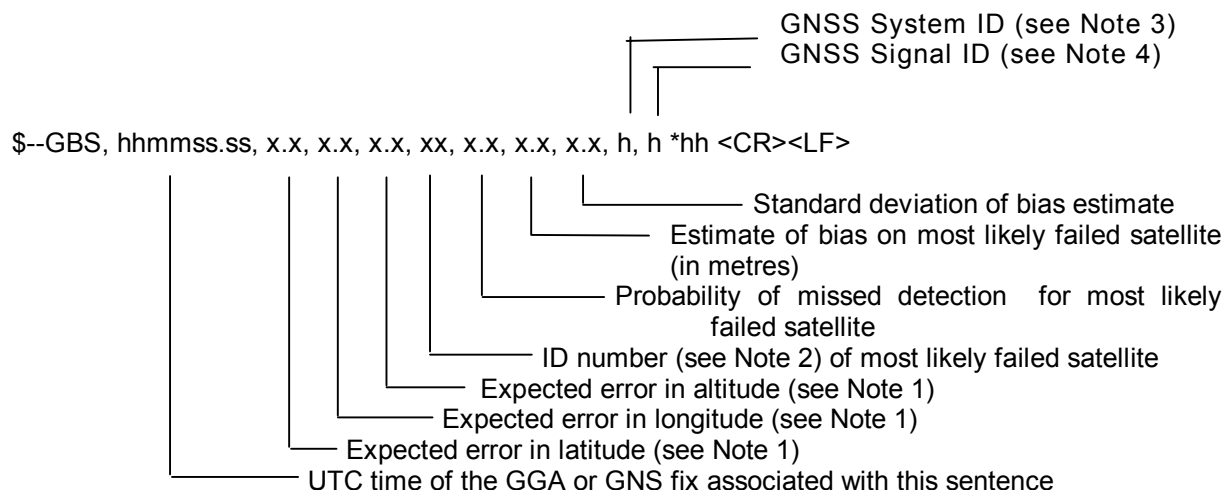 GNSS System ID (see Note 3)
GNSS Signal ID (see Note 4)
$--GBS, hhmmss.ss, x.x, x.x, x.x, xx, x.x, x.x, x.x, h, h *hh <CR><LF>
Standard deviation of bias estimate
Estimate of bias on most likely failed satellite
(in metres)
Probability of missed detection for most likely
failed satellite
ID number (see Note 2) of most likely failed satellite
Expected error in altitude (see Note 1)
Expected error in longitude (see Note 1)
Expected error in latitude (see Note 1)
UTC time of the GGA or GNS fix associated with this sentence